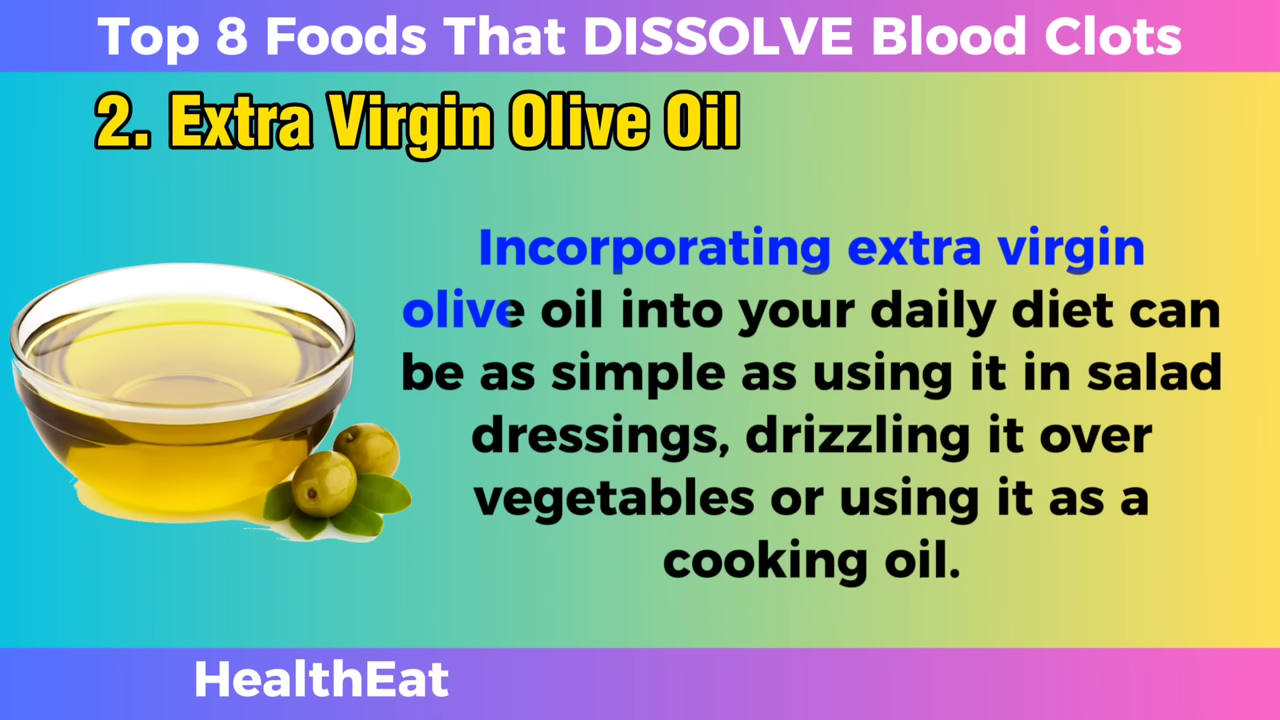 Top 8 Foods That DISSOLVE Blood Clots
2. Extra Virgin Olive Oil
Incorporating extra virgin
olive oil into your daily diet can
be as simple as using it in salad
dressings, drizzling it over
vegetables or using it as a
cooking oil.
HealthEat